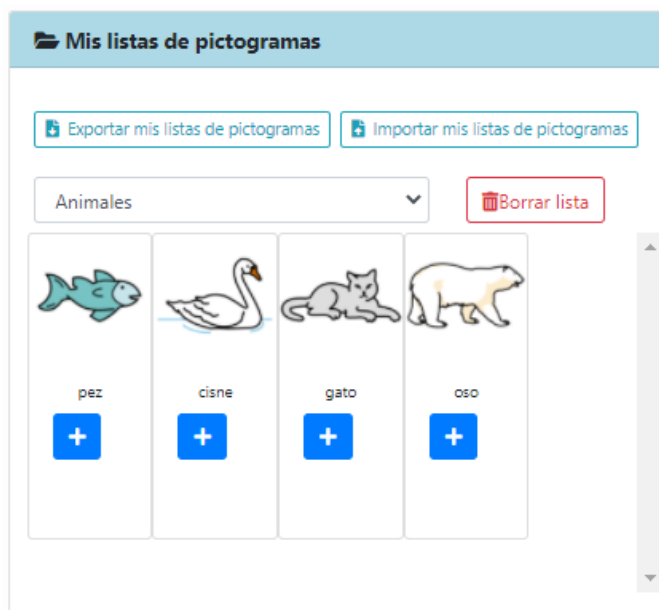 Mis listas de pictogramas
Exportar mis listas de pictogramas Importar mis listas de pictogramas
Animales Borrar lista
pez cisne gato oso